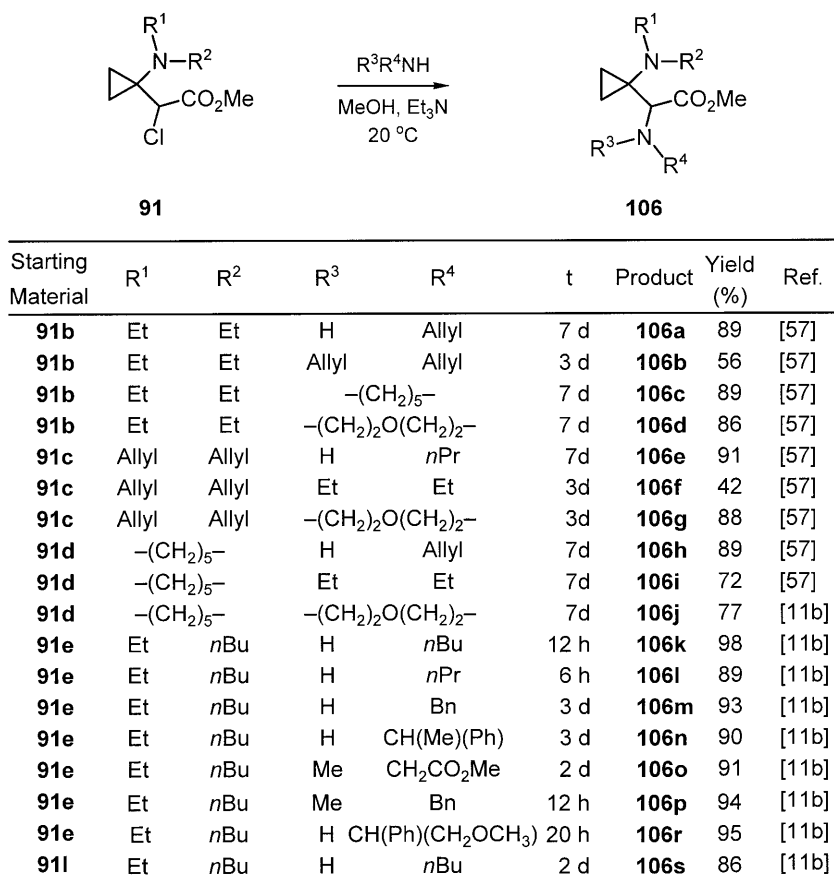 R¹ R¹
N–R² R³R⁴NH N–R²
CO₂Me MeOH, Et₃N CO₂Me
Cl 20 °C R³ N R⁴
91 106
Starting Material R¹ R² R³ R⁴ t Product Yield (%) Ref.
91b Et Et H Allyl 7 d 106a 89 [57]
91b Et Et Allyl Allyl 3 d 106b 56 [57]
91b Et Et –(CH₂)₅– 7 d 106c 89 [57]
91b Et Et –(CH₂)₂O(CH₂)₂– 7 d 106d 86 [57]
91c Allyl Allyl H nPr 7d 106e 91 [57]
91c Allyl Allyl Et Et 3d 106f 42 [57]
91c Allyl Allyl –(CH₂)₂O(CH₂)₂– 3d 106g 88 [57]
91d –(CH₂)₅– H Allyl 7d 106h 89 [57]
91d –(CH₂)₅– Et Et 7d 106i 72 [57]
91d –(CH₂)₅– –(CH₂)₂O(CH₂)₂– 7d 106j 77 [11b]
91e Et nBu H nBu 12 h 106k 98 [11b]
91e Et nBu H nPr 6 h 106l 89 [11b]
91e Et nBu H Bn 3 d 106m 93 [11b]
91e Et nBu H CH(Me)(Ph) 3 d 106n 90 [11b]
91e Et nBu Me CH₂CO₂Me 2 d 106o 91 [11b]
91e Et nBu Me Bn 12 h 106p 94 [11b]
91e Et nBu H CH(Ph)(CH₂OCH₃) 20 h 106r 95 [11b]
91l Et nBu H nBu 2 d 106s 86 [11b]